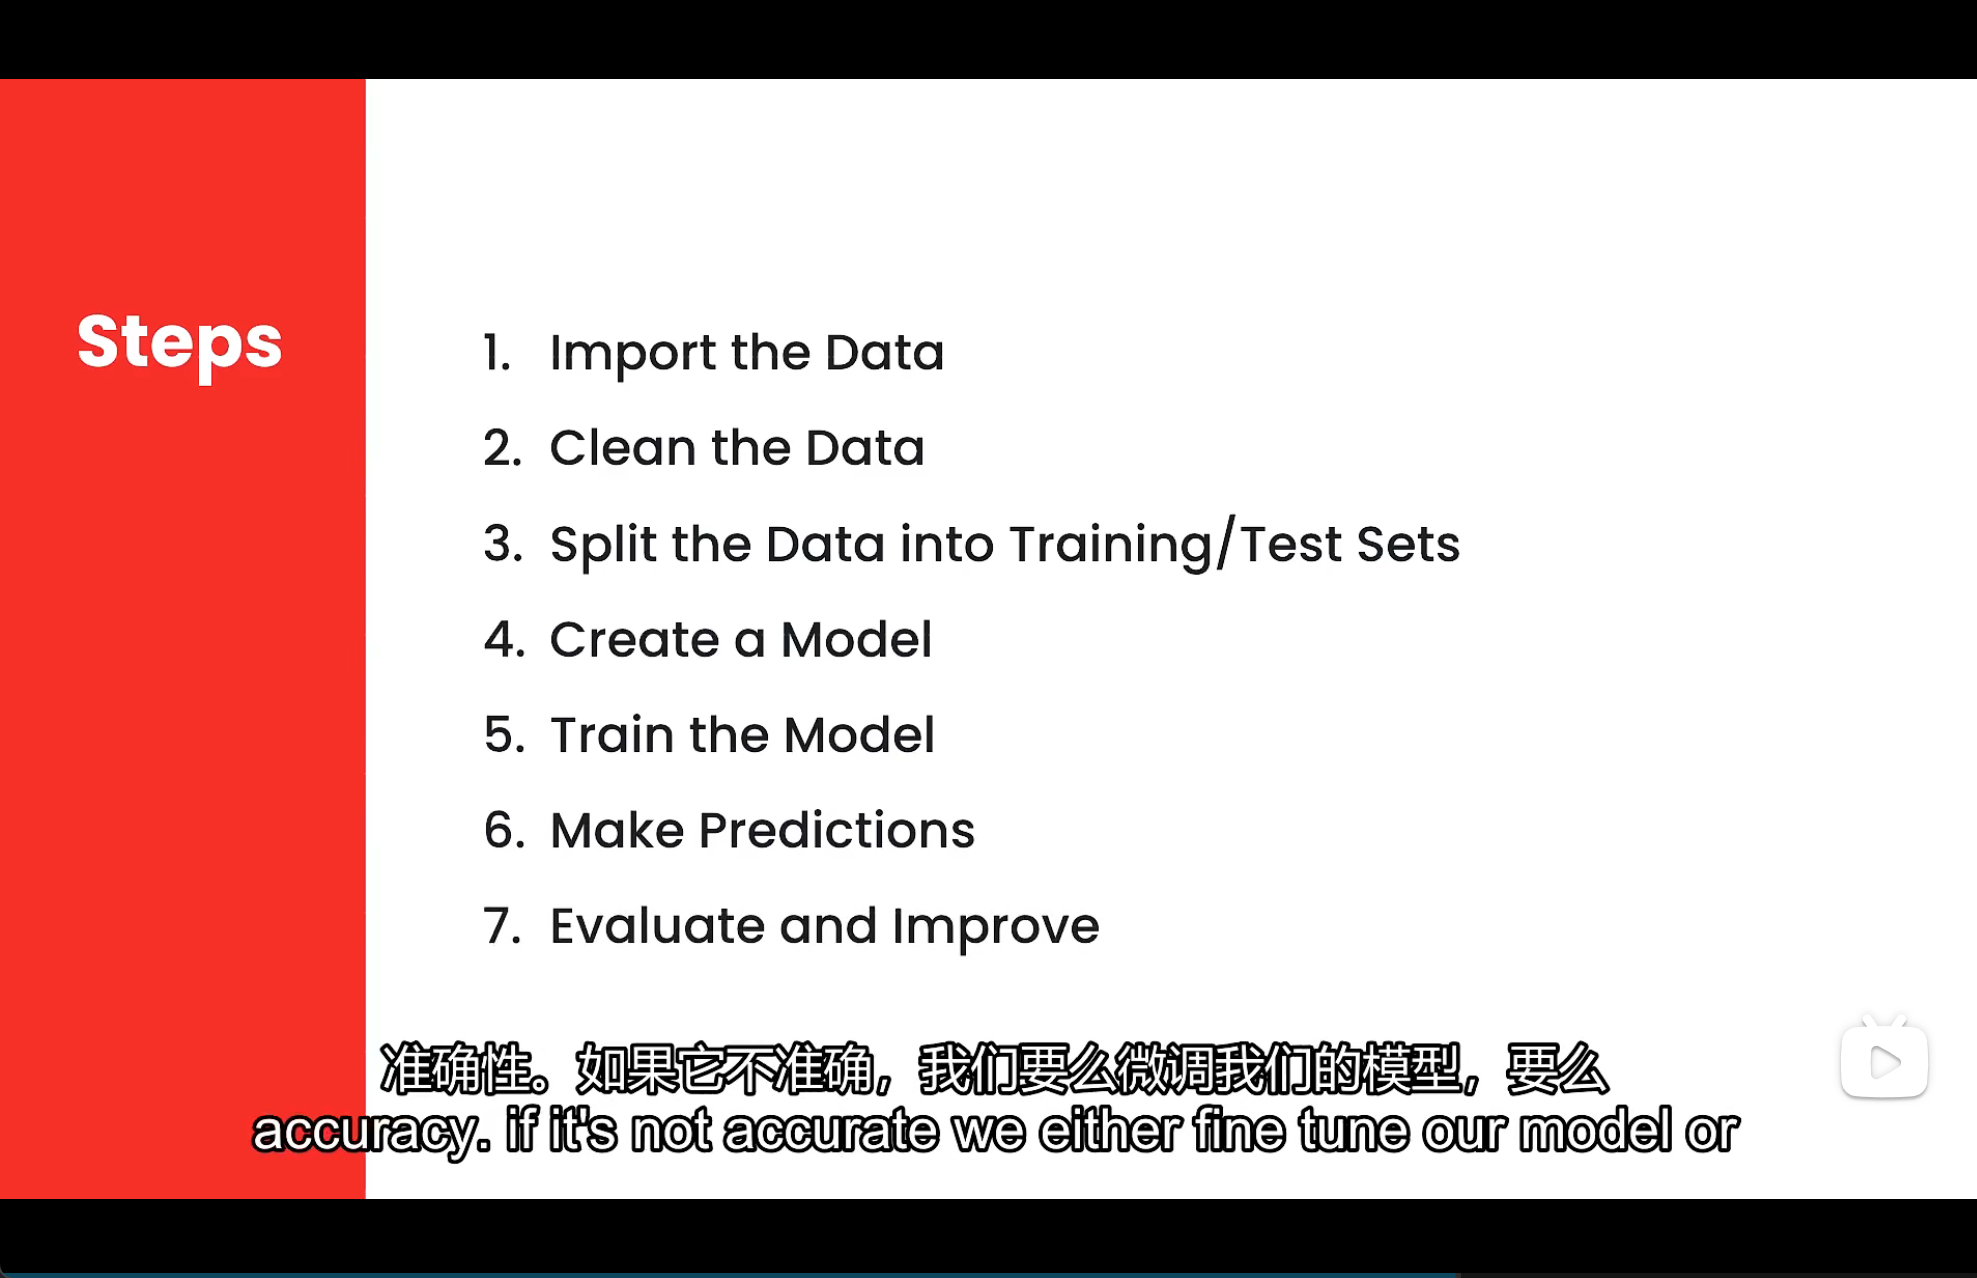 Steps
1. Import the Data
2. Clean the Data
3. Split the Data into Training/Test Sets
4. Create a Model
5. Train the Model
6. Make Predictions
7. Evaluate and Improve
准确性。如果它不准确，我们要么微调我们的模型，要么
accuracy. if it's not accurate we either fine tune our model or